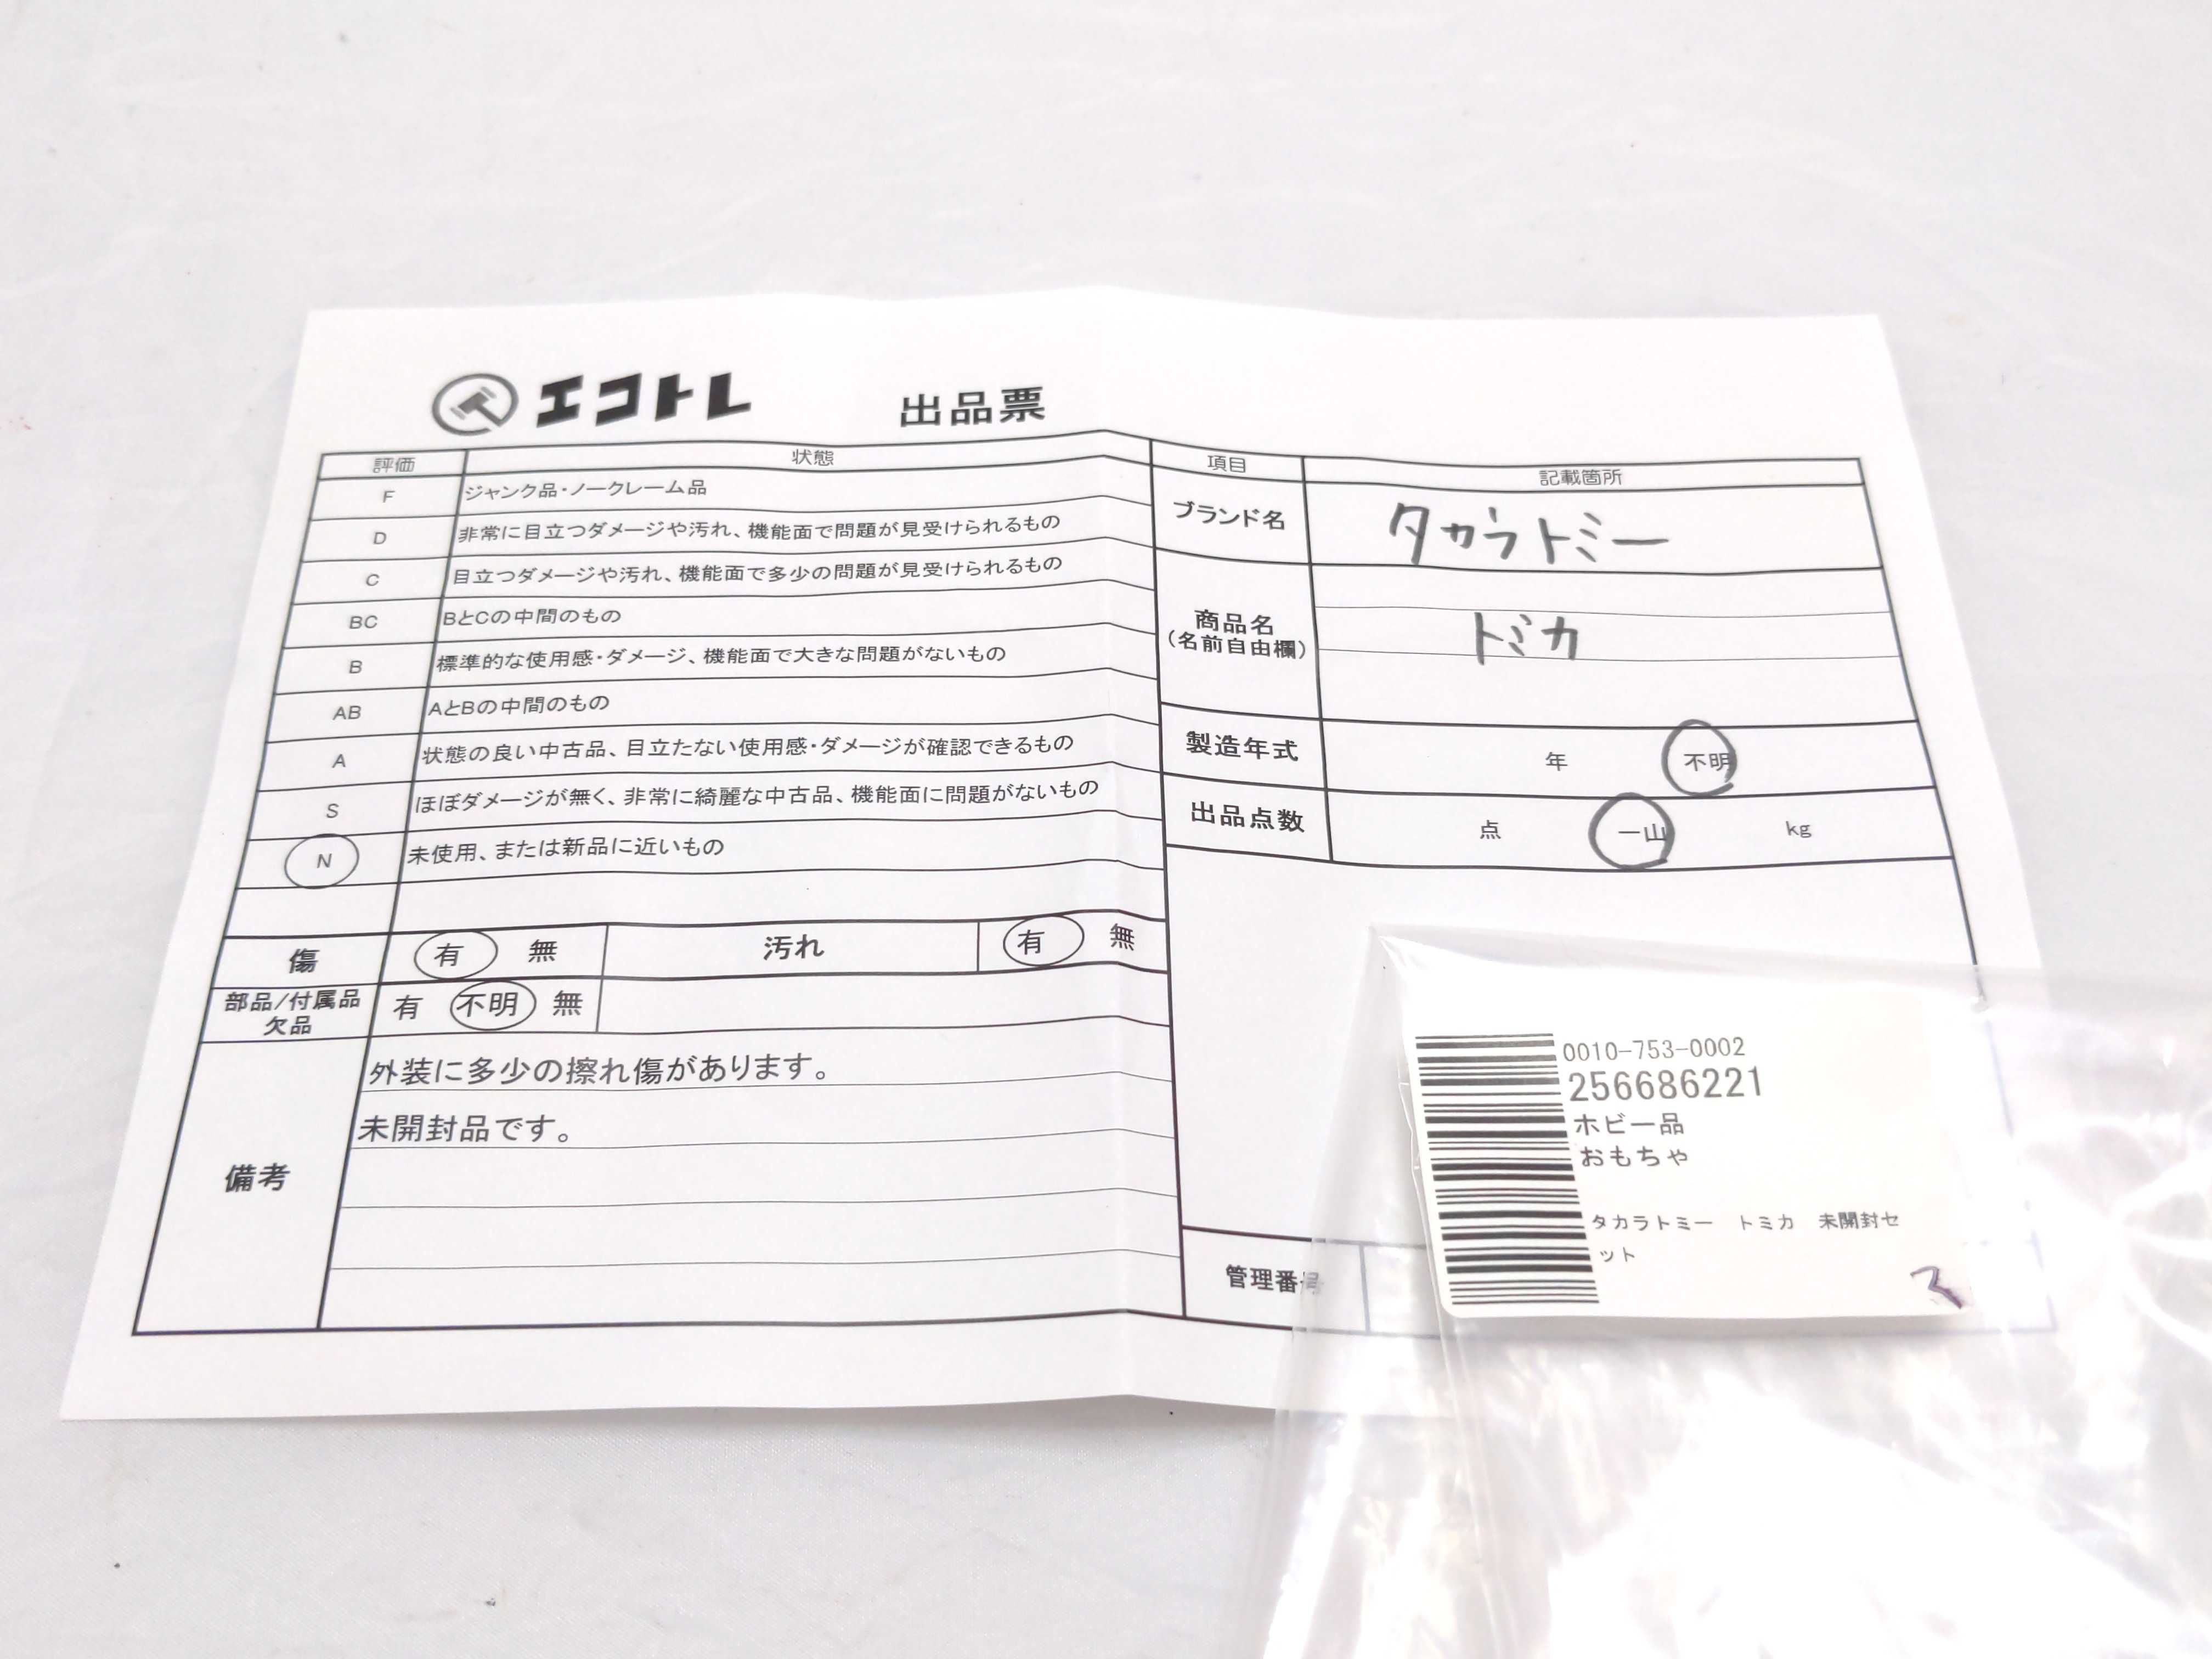 エコトレ 出品票
評価 状態
F ジャンク品・ノークレーム品
D 非常に目立つダメージや汚れ、機能面で問題が見受けられるもの
C 目立つダメージや汚れ、機能面で多少の問題が見受けられるもの
BC BとCの中間のもの
B 標準的な使用感・ダメージ、機能面で大きな問題がないもの
AB AとBの中間のもの
A 状態の良い中古品、目立たない使用感・ダメージが確認できるもの
S ほぼダメージが無く、非常に綺麗な中古品、機能面に問題がないもの
N 未使用、または新品に近いもの
傷 有 無 汚れ 有 無
部品/付属品
欠品
有 不明 無
備考
外装に多少の擦れ傷があります。
未開封品です。
項目 記載箇所
ブランド名 タカラトミー
商品名
(名前自由欄)
トミカ
製造年式 年 不明
出品点数 点 一山 kg
管理番号
0010-753-0002
256686221
ホビー品
おもちゃ
タカラトミー トミカ 未開封セ
ット